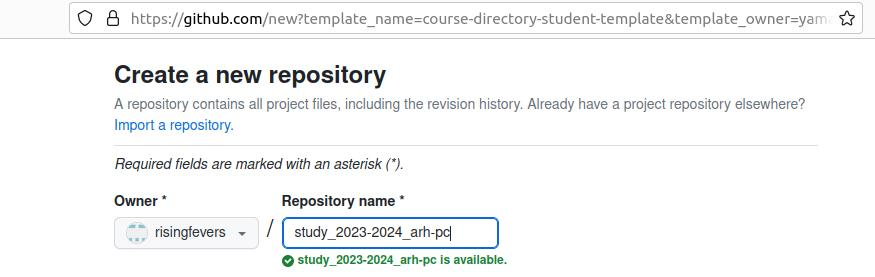 https://github.com/new?template_name=course-directory-student-template&template_owner=yama
Create a new repository
A repository contains all project files, including the revision history. Already have a project repository elsewhere?
Import a repository.
Required fields are marked with an asterisk (*).
Owner * Repository name *
risingfevers / study_2023-2024_arh-pc
study_2023-2024_arh-pc is available.